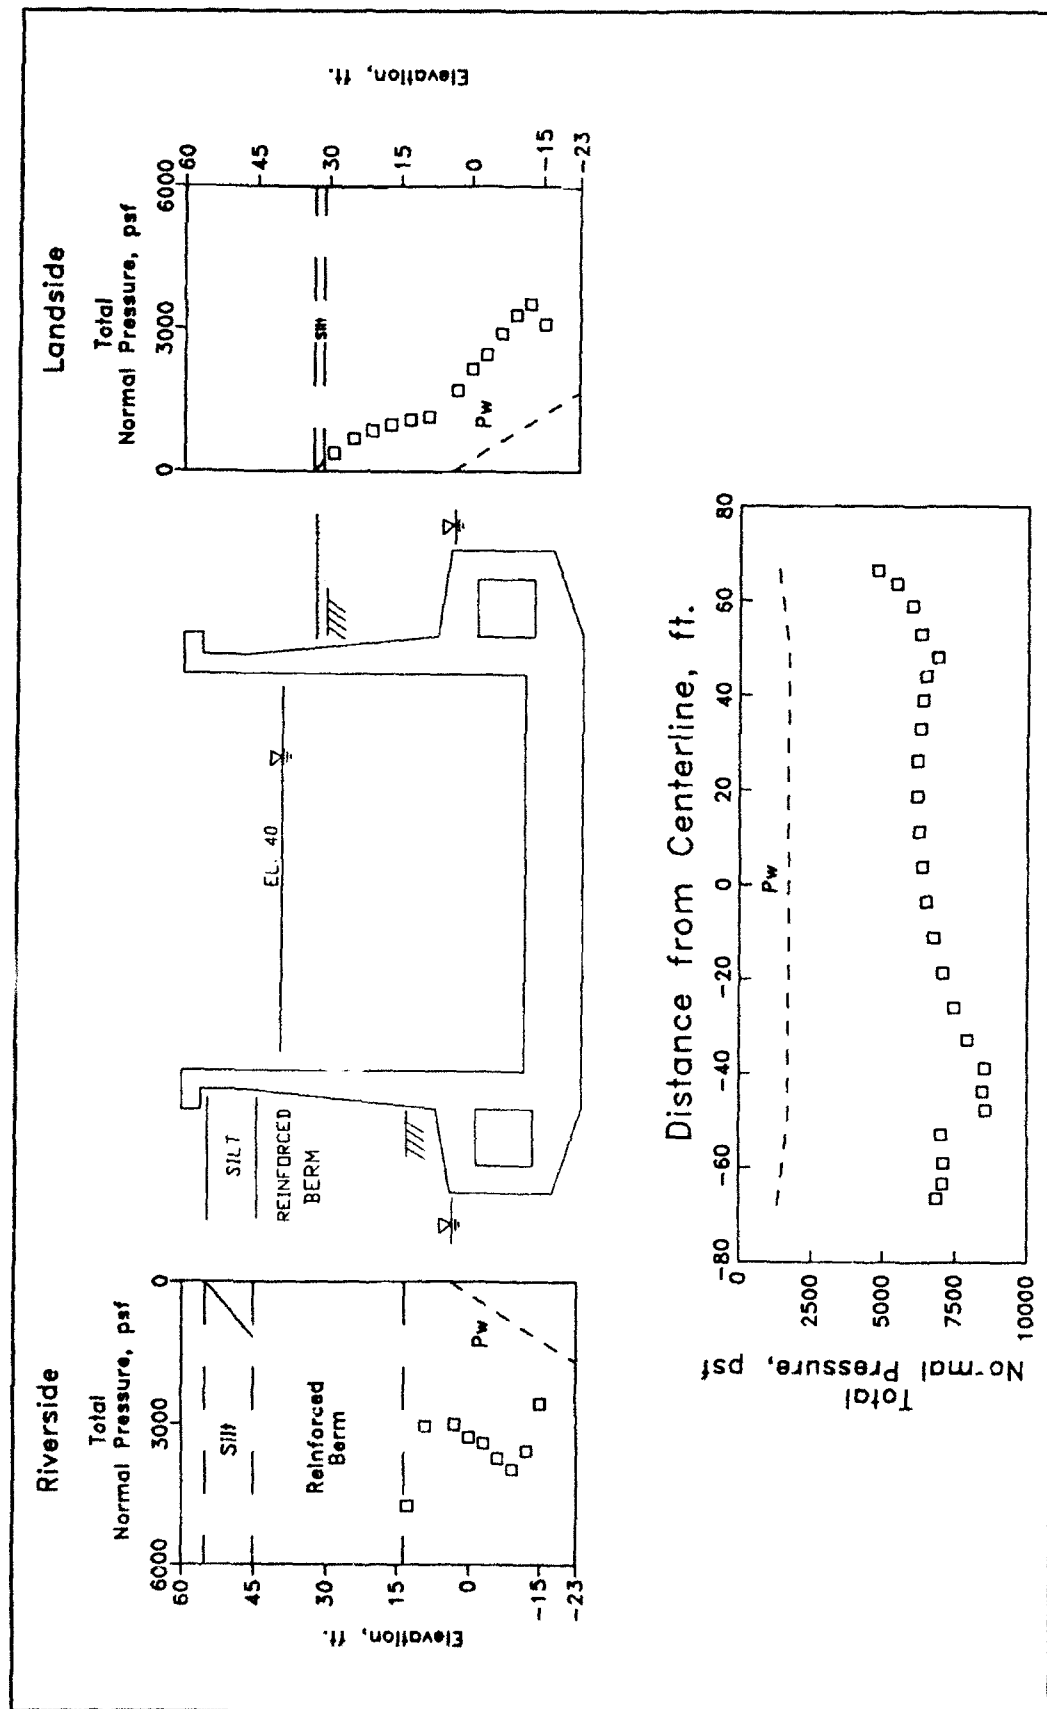 Riverside
Total
Normal Pressure, psf
6000
3000
0
60
45
30
15
0
-15
-23
Elevation, ft.
Silt
Reinforced
Berm
Pw
SILT
REINFORCED
BERM
EL. 40
Landside
Total
Normal Pressure, psf
0
3000
6000
60
45
30
15
0
-15
-23
Elevation, ft.
Silt
Pw
Distance from Centerline, ft.
-80
-60
-40
-20
0
20
40
60
80
Pw
0
2500
5000
7500
10000
Total
Normal Pressure, psf